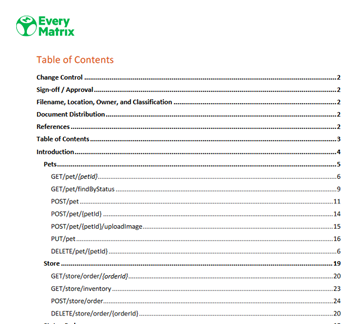 Every
Matrix
Table of Contents
Change Control 2
Sign-off / Approval 2
Filename, Location, Owner, and Classification 2
Document Distribution 2
References 2
Table of Contents 3
Introduction 4
Pets 5
GET/pet/{petId} 6
GET/pet/findByStatus 9
POST/pet 11
POST/pet/{petId} 14
POST/pet/{petId}/uploadImage 15
PUT/pet 16
DELETE/pet/{petId} 6
Store 19
GET/store/order/{orderId} 20
GET/store/inventory 23
POST/store/order 24
DELETE/store/order/{orderId} 20